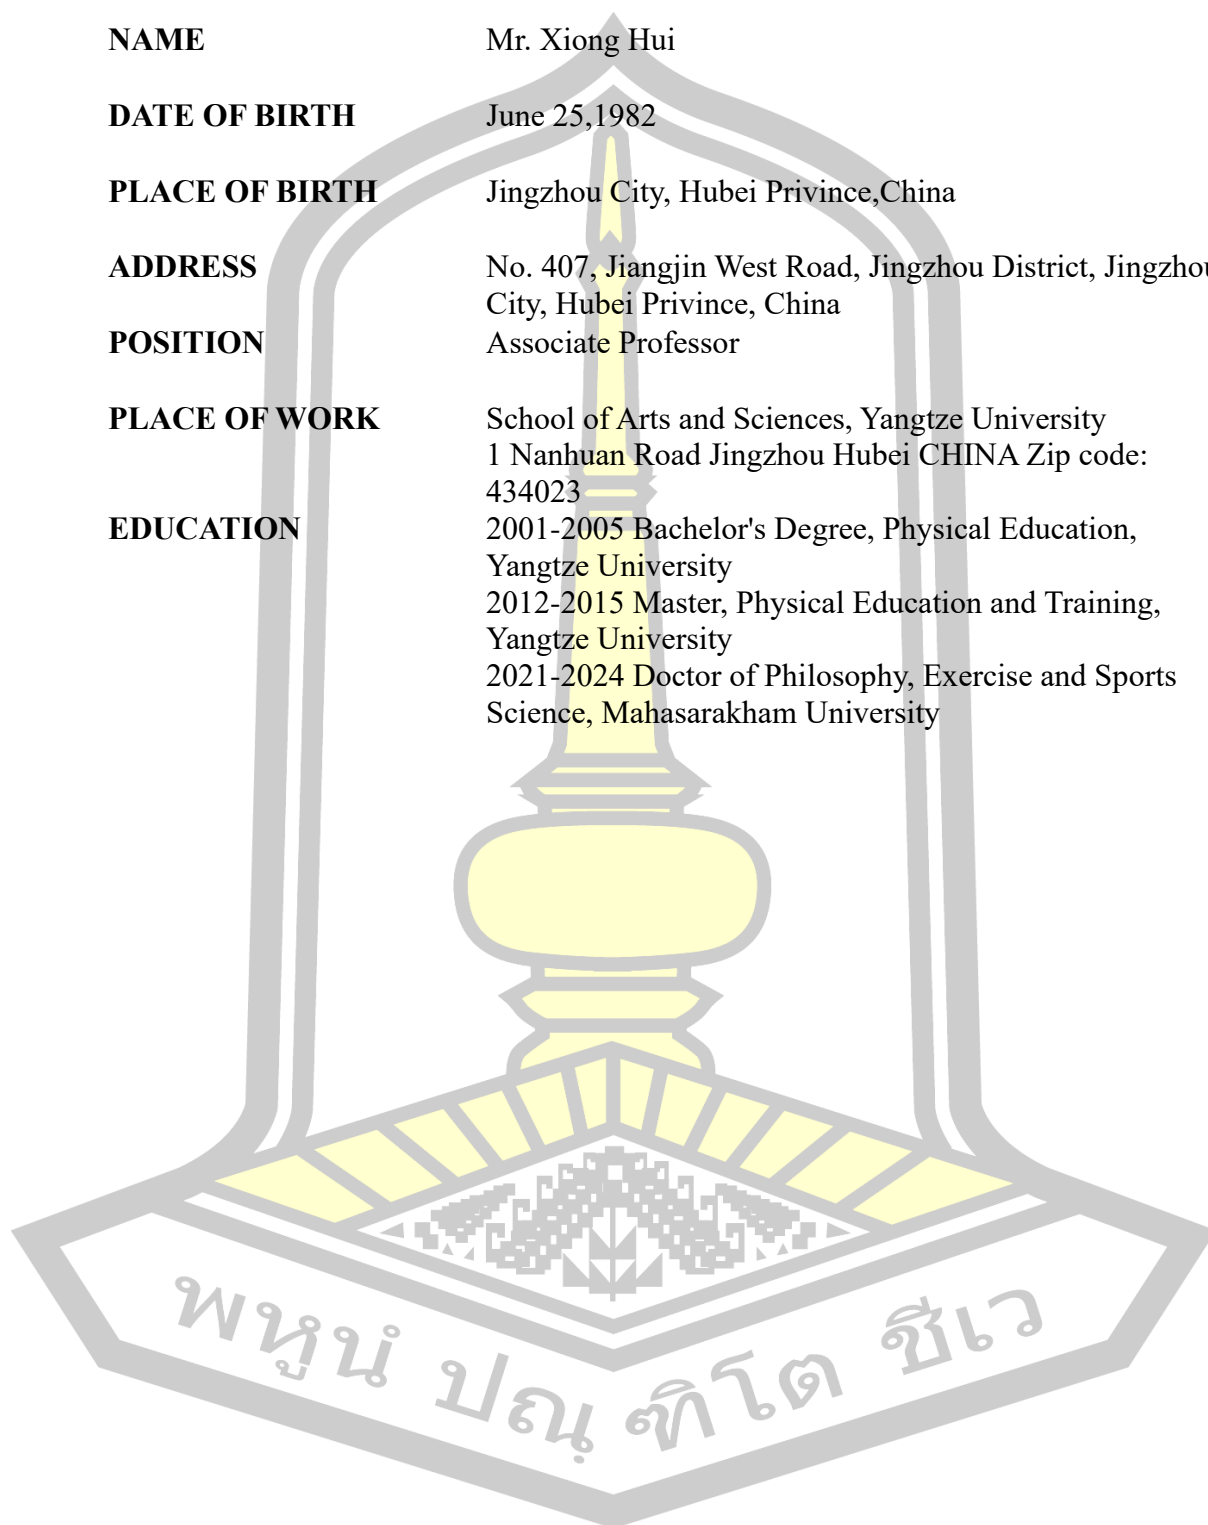 NAME Mr. Xiong Hui
DATE OF BIRTH June 25,1982
PLACE OF BIRTH Jingzhou City, Hubei Privince,China
ADDRESS No. 407, Jiangjin West Road, Jingzhou District, Jingzhou
City, Hubei Privince, China
POSITION Associate Professor
PLACE OF WORK School of Arts and Sciences, Yangtze University
1 Nanhuan Road Jingzhou Hubei CHINA Zip code:
434023
EDUCATION 2001-2005 Bachelor's Degree, Physical Education,
Yangtze University
2012-2015 Master, Physical Education and Training,
Yangtze University
2021-2024 Doctor of Philosophy, Exercise and Sports
Science, Mahasarakham University
พหูนํ ปณฺฑิโต ชีเว